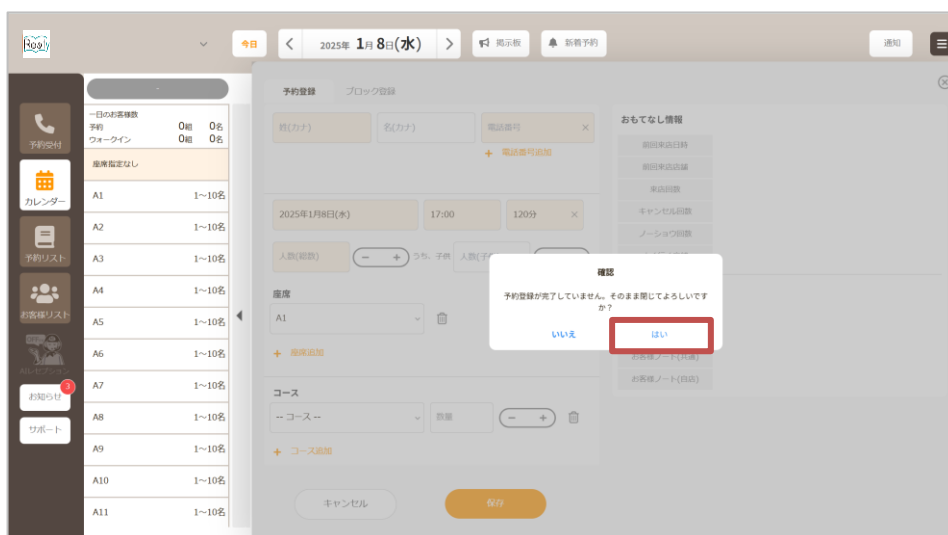 今日
2025年 1月 8日(水)
掲示板
新着予約
通知
予約受付
カレンダー
予約リスト
お客様リスト
OFF
3
お知らせ
サポート
-
一日のお客様数
予約 0組 0名
ウォークイン 0組 0名
座席指定なし
A1 1～10名
A2 1～10名
A3 1～10名
A4 1～10名
A5 1～10名
A6 1～10名
A7 1～10名
A8 1～10名
A9 1～10名
A10 1～10名
A11 1～10名
予約登録 ブロック登録
姓(カナ) 名(カナ) 電話番号 ×
+ 電話番号追加
2025年1月8日(水) 17:00 120分 ×
人数(総数) - + うち、子供 人数(子
座席
A1
+ 座席追加
コース
-- コース -- 数量 - +
+ コース追加
キャンセル 保存
おもてなし情報
前回来店日時
前回来店店舗
来店回数
キャンセル回数
ノーショウ回数
確認
予約登録が完了していません。そのまま閉じてよろしいです
か？
いいえ はい
お客様ノート(共通)
お客様ノート(自店)